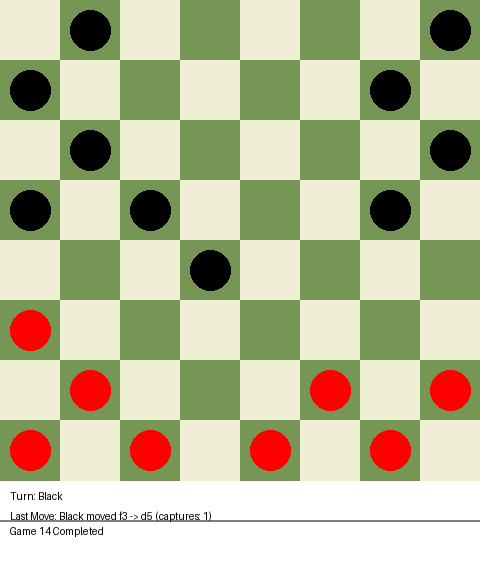 Turn: Black
Last Move: Black moved f3 -> d5 (captures: 1)
Game 14 Completed